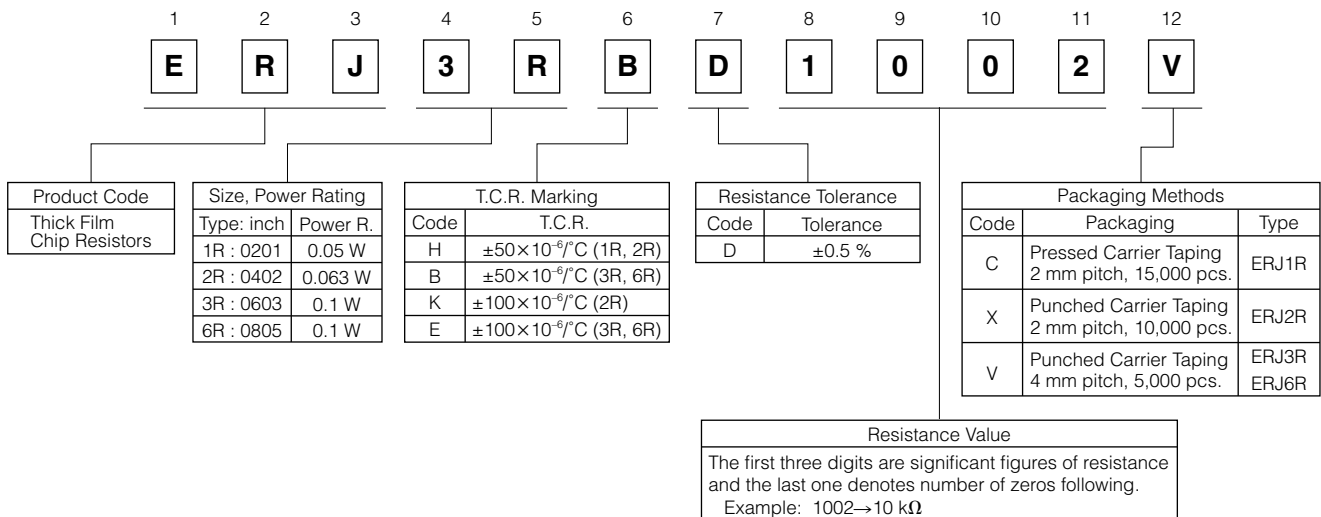 1 2 3 4 5 6 7 8 9 10 11 12
E R J 3 R B D 1 0 0 2 V
Product Code
Thick Film
Chip Resistors
Size, Power Rating
Type: inch Power R.
1R : 0201 0.05 W
2R : 0402 0.063 W
3R : 0603 0.1 W
6R : 0805 0.1 W
T.C.R. Marking
Code T.C.R.
H ±50×10⁻⁶/°C (1R, 2R)
B ±50×10⁻⁶/°C (3R, 6R)
K ±100×10⁻⁶/°C (2R)
E ±100×10⁻⁶/°C (3R, 6R)
Resistance Tolerance
Code Tolerance
D ±0.5 %
Packaging Methods
Code Packaging Type
C Pressed Carrier Taping
2 mm pitch, 15,000 pcs. ERJ1R
X Punched Carrier Taping
2 mm pitch, 10,000 pcs. ERJ2R
V Punched Carrier Taping ERJ3R
4 mm pitch, 5,000 pcs. ERJ6R
Resistance Value
The first three digits are significant figures of resistance
and the last one denotes number of zeros following.
Example: 1002→10 kΩ